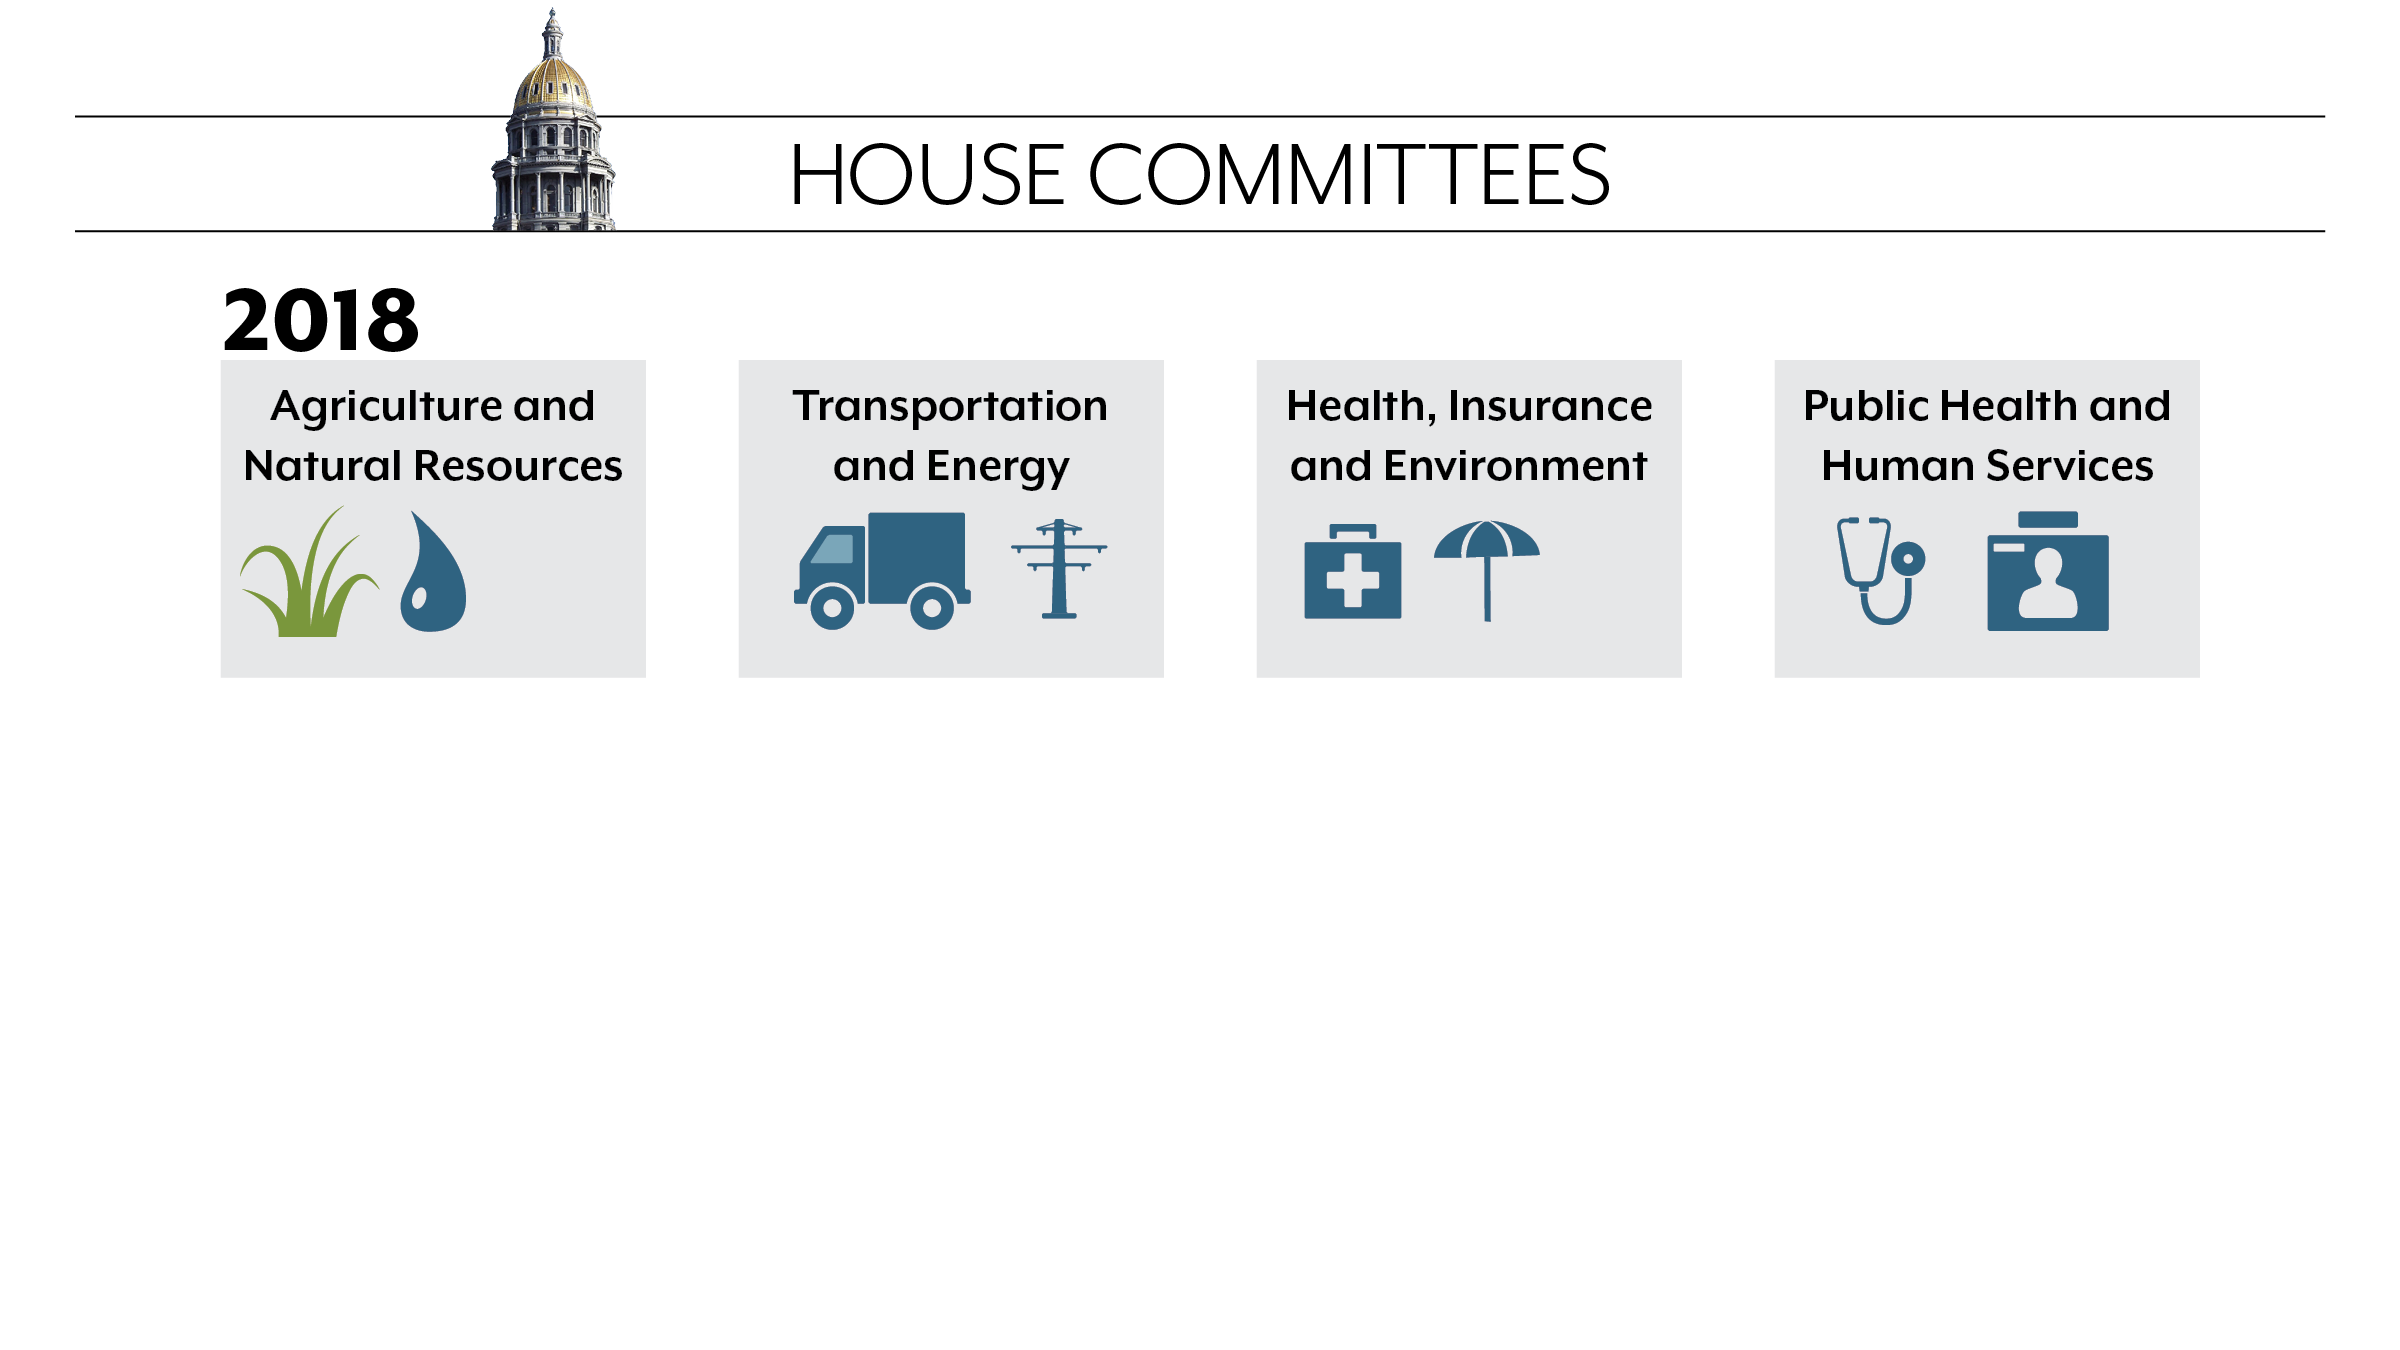 HOUSE COMMITTEES
2018
Agriculture and
Natural Resources
Transportation
and Energy
Health, Insurance
and Environment
Public Health and
Human Services